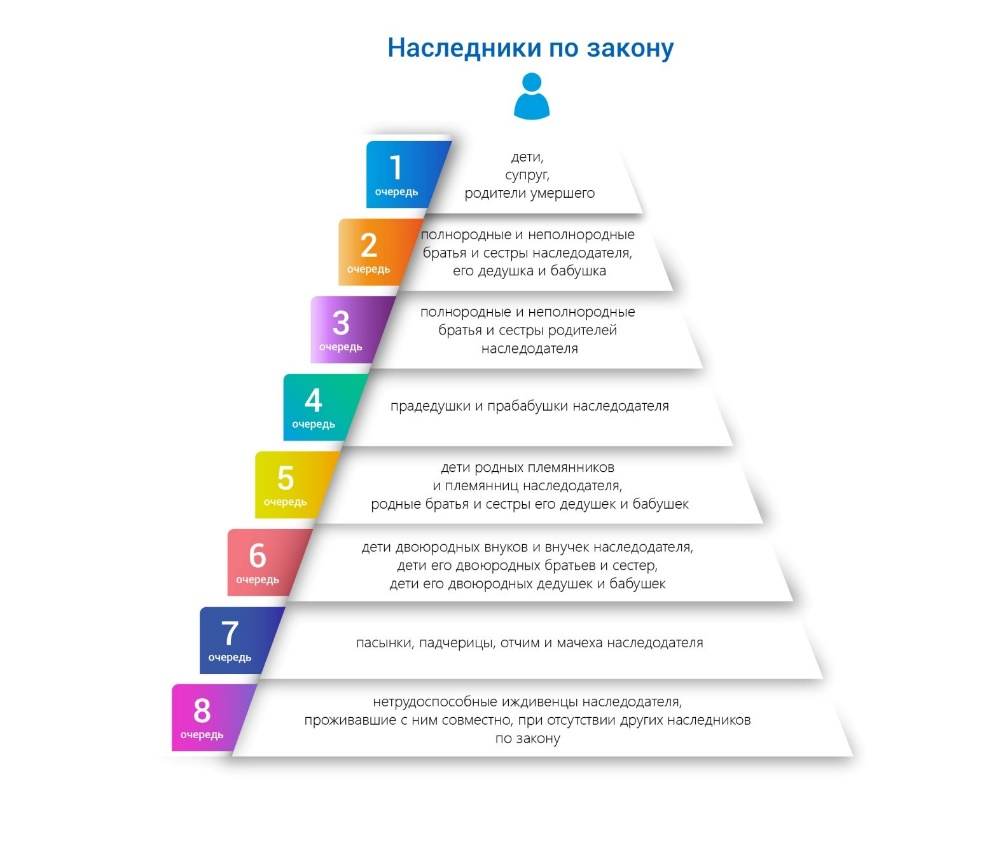 Наследники по закону
1
очередь
дети,
супруг,
родители умершего
2
очередь
полнородные и неполнородные
братья и сестры наследодателя,
его дедушка и бабушка
3
очередь
полнородные и неполнородные
братья и сестры родителей
наследодателя
4
очередь
прадедушки и прабабушки наследодателя
5
очередь
дети родных племянников
и племянниц наследодателя,
родные братья и сестры его дедушек и бабушек
6
очередь
дети двоюродных внуков и внучек наследодателя,
дети его двоюродных братьев и сестер,
дети его двоюродных дедушек и бабушек
7
очередь
пасынки, падчерицы, отчим и мачеха наследодателя
8
очередь
нетрудоспособные иждивенцы наследодателя,
проживавшие с ним совместно, при отсутствии других наследников
по закону